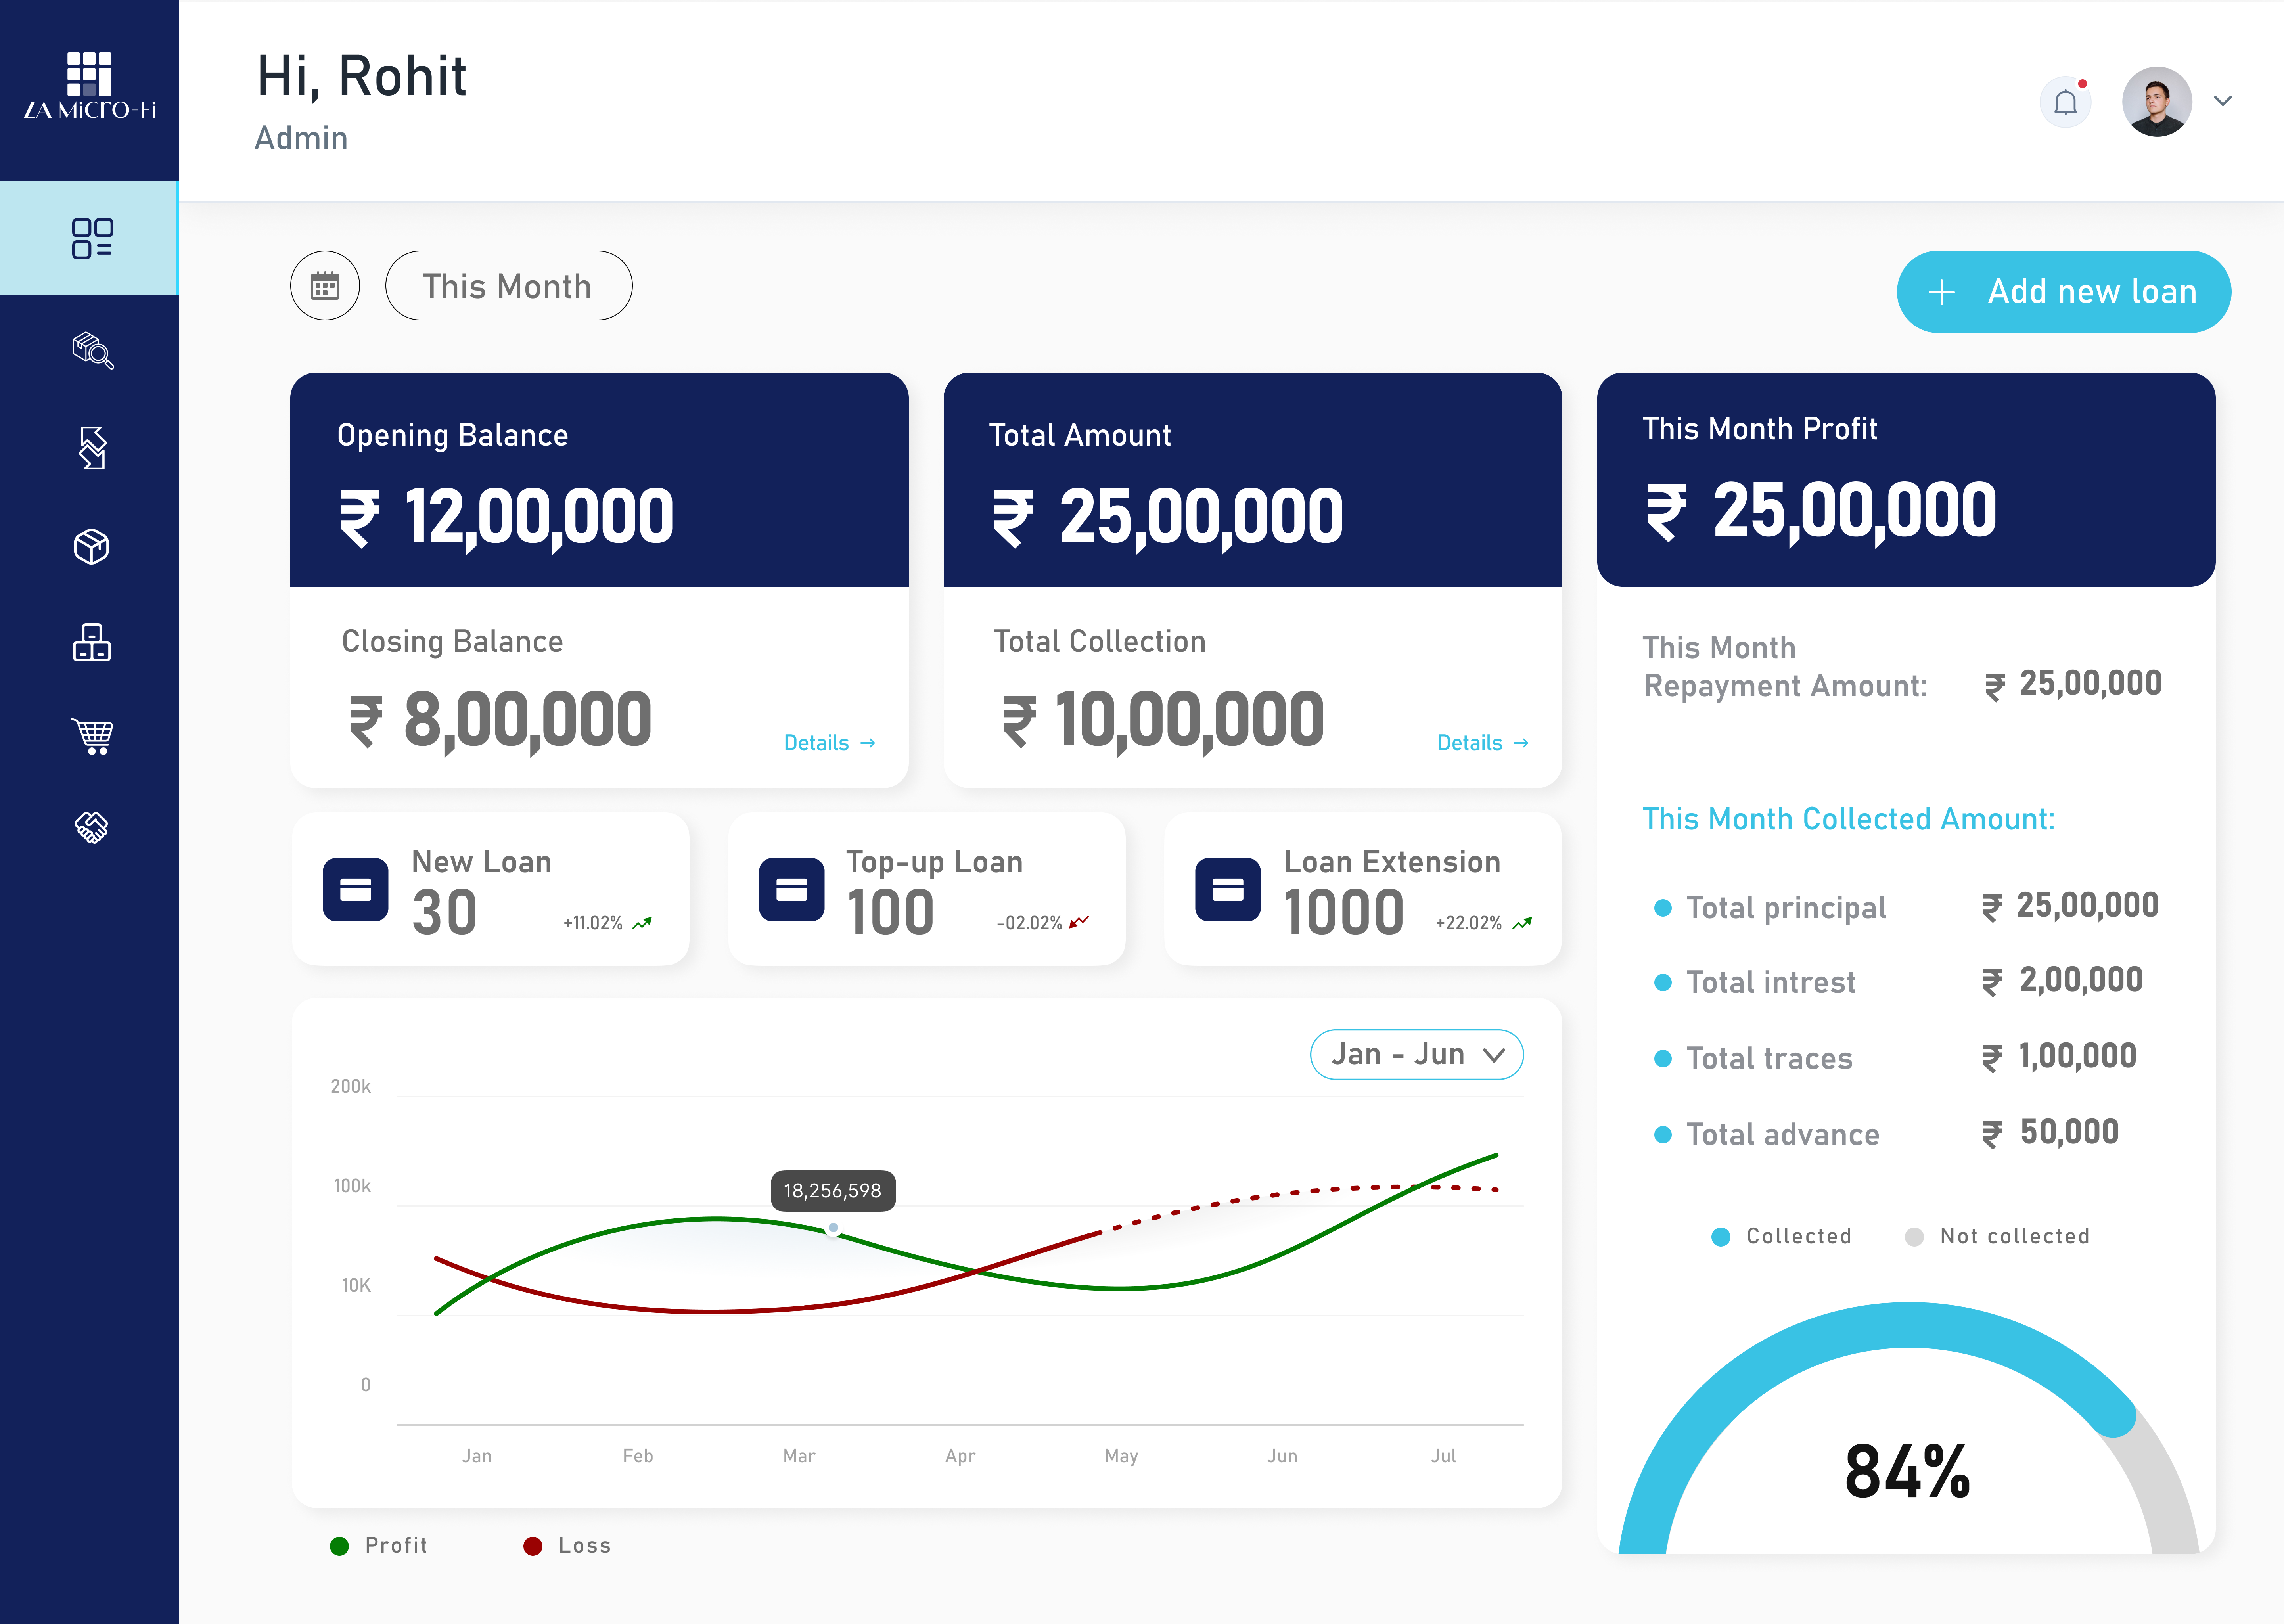 ZA MiCrO-Fi
Hi, Rohit
Admin
This Month
+ Add new loan
Opening Balance
₹ 12,00,000
Closing Balance
₹ 8,00,000
Details →
Total Amount
₹ 25,00,000
Total Collection
₹ 10,00,000
Details →
This Month Profit
₹ 25,00,000
This Month
Repayment Amount: ₹ 25,00,000
This Month Collected Amount:
Total principal ₹ 25,00,000
Total intrest ₹ 2,00,000
Total traces ₹ 1,00,000
Total advance ₹ 50,000
Collected Not collected
84%
New Loan
30 +11.02%
Top-up Loan
100 -02.02%
Loan Extension
1000 +22.02%
Jan - Jun
200k
100k
10K
0
18,256,598
Jan Feb Mar Apr May Jun Jul
Profit Loss